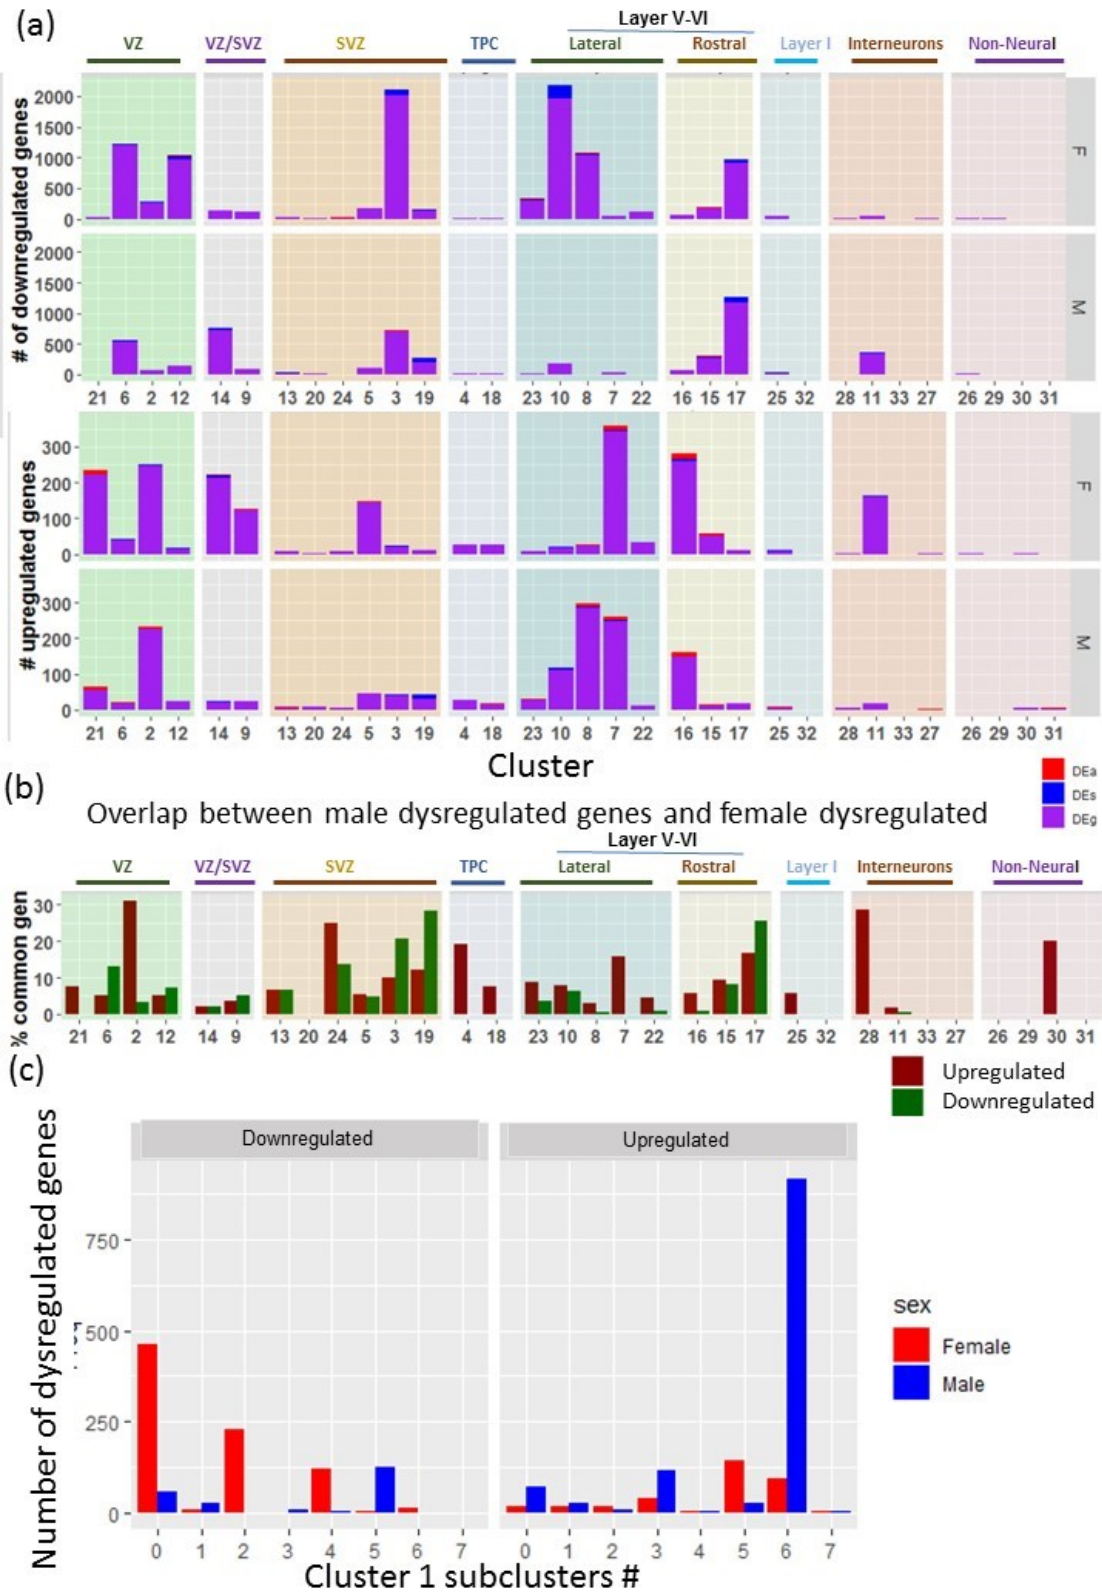 (a)
Layer V-VI
VZ VZ/SVZ SVZ TPC Lateral Rostral Layer I Interneurons Non-Neural
# of downregulated genes
2000
1500
1000
500
0
F
2000
1500
1000
500
0
M
21 6 2 12 14 9 13 20 24 5 3 19 4 18 23 10 8 7 22 16 15 17 25 32 28 11 33 27 26 29 30 31
# upregulated genes
300
200
100
0
F
300
200
100
0
M
21 6 2 12 14 9 13 20 24 5 3 19 4 18 23 10 8 7 22 16 15 17 25 32 28 11 33 27 26 29 30 31
Cluster
DEa
DEs
DEg
(b)
Overlap between male dysregulated genes and female dysregulated
Layer V-VI
VZ VZ/SVZ SVZ TPC Lateral Rostral Layer I Interneurons Non-Neural
% common gen
30
20
10
0
21 6 2 12 14 9 13 20 24 5 3 19 4 18 23 10 8 7 22 16 15 17 25 32 28 11 33 27 26 29 30 31
Upregulated
Downregulated
(c)
Downregulated Upregulated
Number of dysregulated genes
750
500
250
0
0 1 2 3 4 5 6 7 0 1 2 3 4 5 6 7
Cluster 1 subclusters #
sex
Female
Male